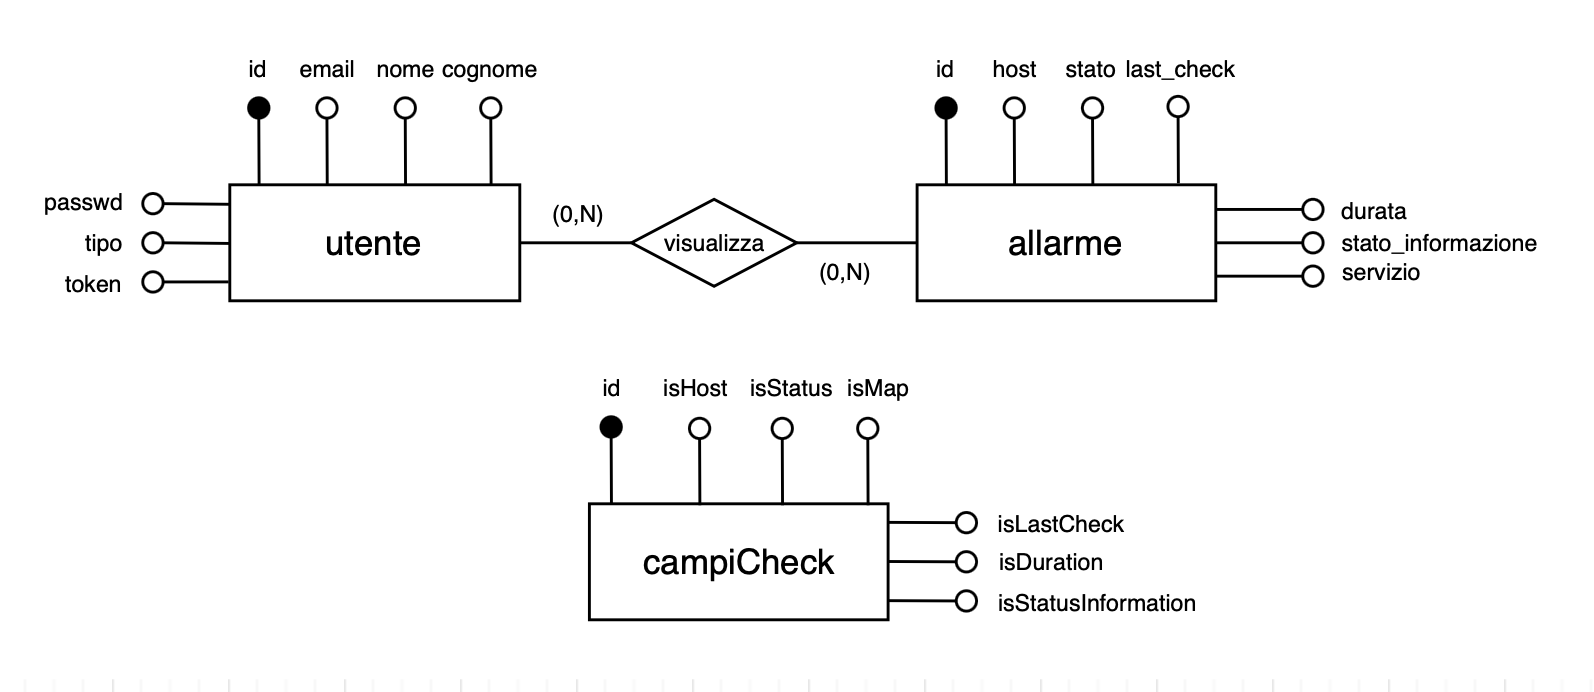 id email nome cognome
id host stato last_check
passwd
tipo
token
utente
(0,N)
visualizza
(0,N)
allarme
durata
stato_informazione
servizio
id isHost isStatus isMap
campiCheck
isLastCheck
isDuration
isStatusInformation